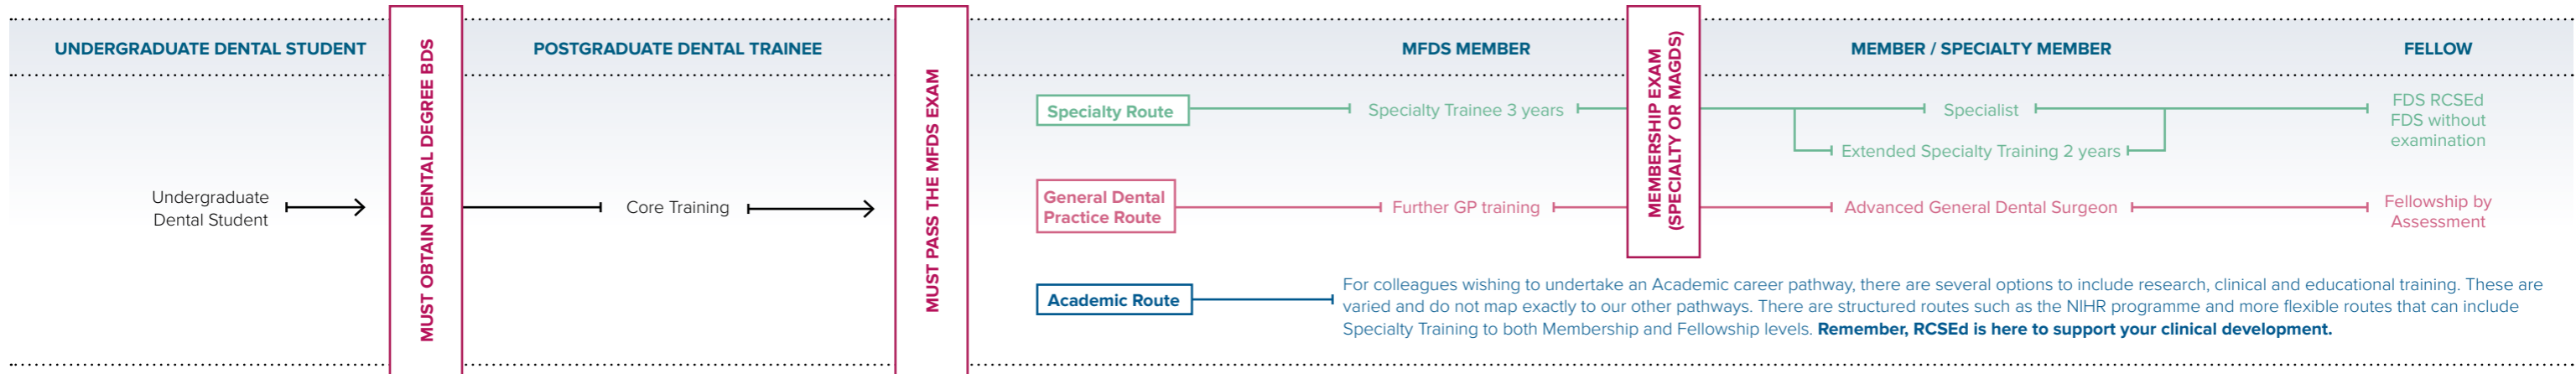 UNDERGRADUATE DENTAL STUDENT
MUST OBTAIN DENTAL DEGREE BDS
POSTGRADUATE DENTAL TRAINEE
MUST PASS THE MFDS EXAM
MFDS MEMBER
MEMBERSHIP EXAM
(SPECIALTY OR MAGDS)
MEMBER / SPECIALTY MEMBER
FELLOW
Undergraduate
Dental Student
Core Training
Specialty Route
Specialty Trainee 3 years
Specialist
Extended Specialty Training 2 years
FDS RCSEd
FDS without
examination
General Dental
Practice Route
Further GP training
Advanced General Dental Surgeon
Fellowship by
Assessment
Academic Route
For colleagues wishing to undertake an Academic career pathway, there are several options to include research, clinical and educational training. These are
varied and do not map exactly to our other pathways. There are structured routes such as the NIHR programme and more flexible routes that can include
Specialty Training to both Membership and Fellowship levels. Remember, RCSEd is here to support your clinical development.